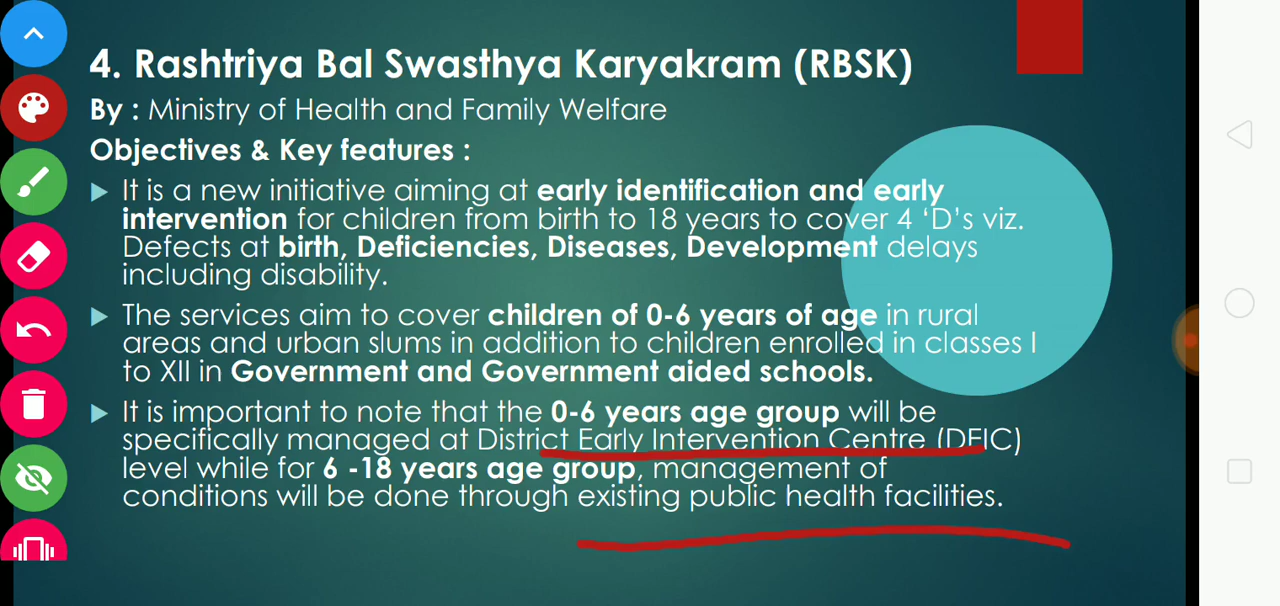 4. Rashtriya Bal Swasthya Karyakram (RBSK)
By : Ministry of Health and Family Welfare
Objectives & Key features :
It is a new initiative aiming at early identification and early
intervention for children from birth to 18 years to cover 4 ‘D’s viz.
Defects at birth, Deficiencies, Diseases, Development delays
including disability.
The services aim to cover children of 0-6 years of age in rural
areas and urban slums in addition to children enrolled in classes I
to XII in Government and Government aided schools.
It is important to note that the 0-6 years age group will be
specifically managed at District Early Intervention Centre (DEIC)
level while for 6 -18 years age group, management of
conditions will be done through existing public health facilities.